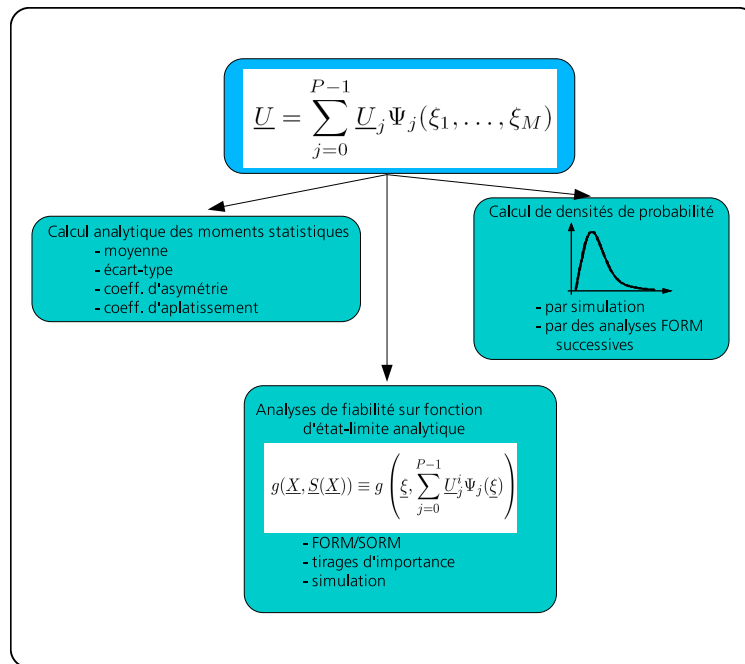 U = \sum_{j=0}^{P-1} U_j Ψ_j(ξ_1, . . . , ξ_M)
Calcul analytique des moments statistiques
- moyenne
- écart-type
- coeff. d'asymétrie
- coeff. d'aplatissement
Calcul de densités de probabilité
- par simulation
- par des analyses FORM
successives
Analyses de fiabilité sur fonction
d'état-limite analytique
g(X, S(X)) ≡ g ( ξ, \sum_{j=0}^{P-1} U_j^i Ψ_j(ξ) )
- FORM/SORM
- tirages d'importance
- simulation